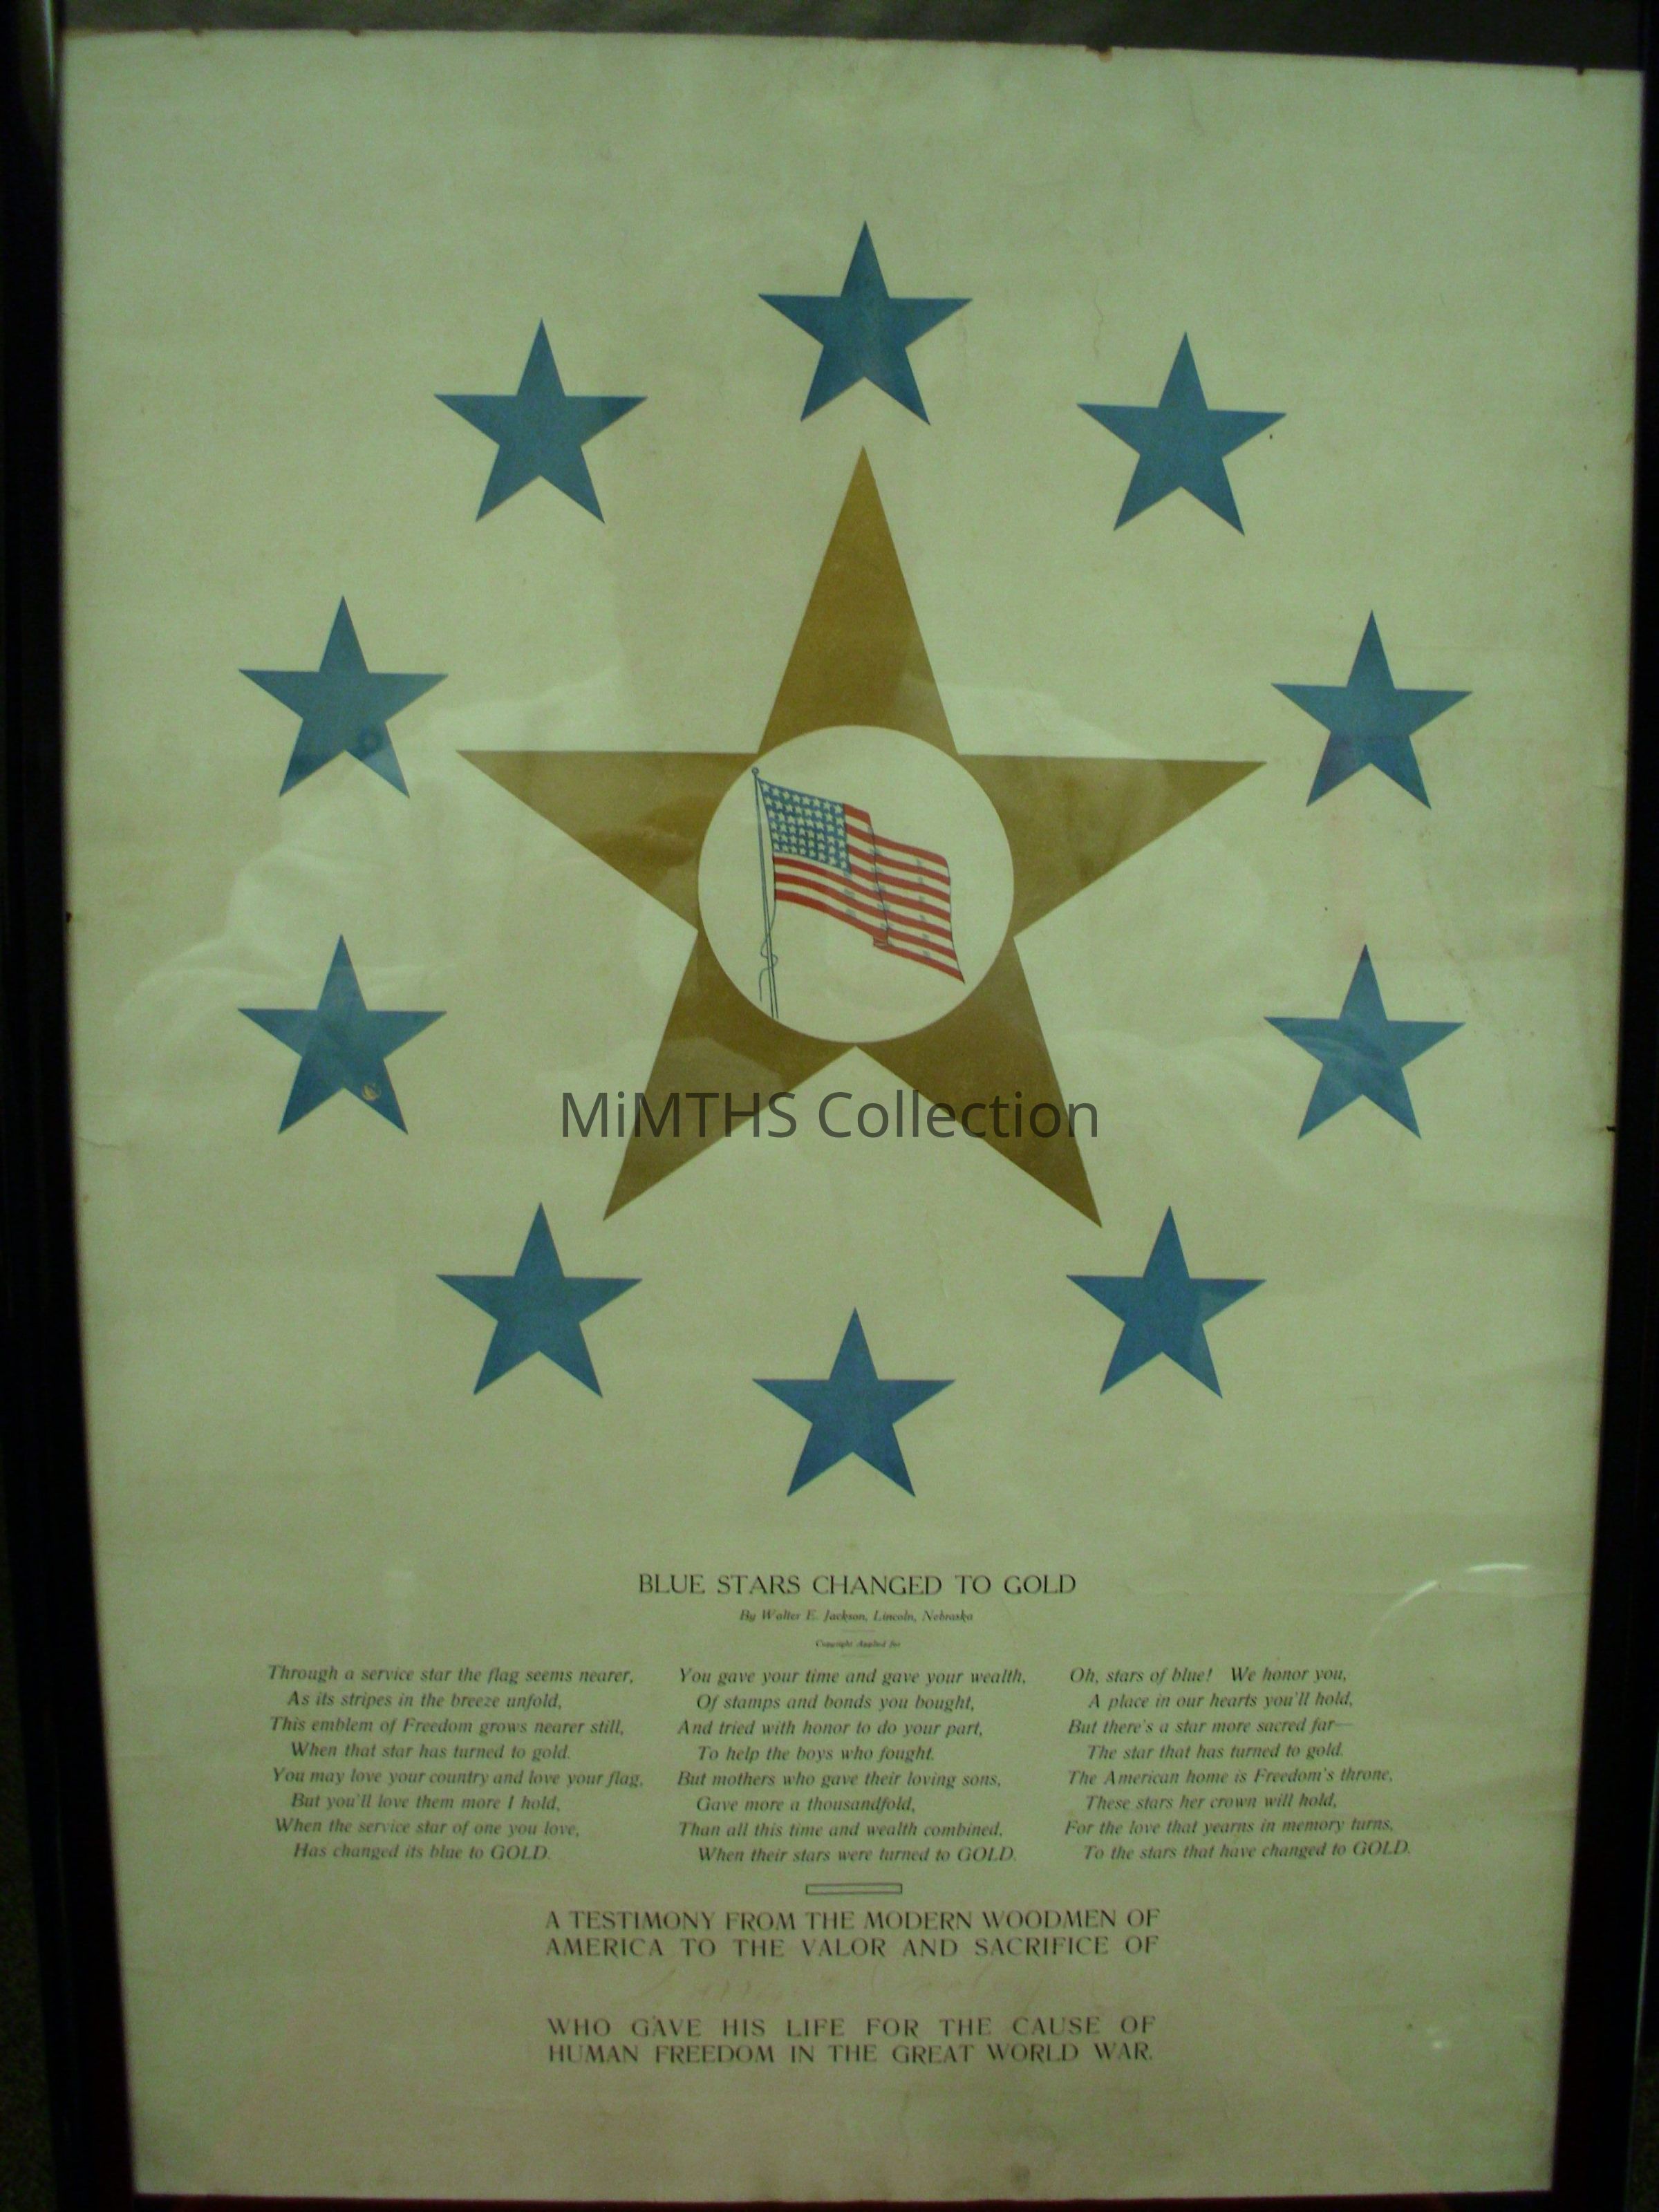 MiMTHS Collection
BLUE STARS CHANGED TO GOLD
By Walter E. Jackson, Lincoln, Nebraska
Copyright Applied for
Through a service star the flag seems nearer,
As its stripes in the breeze unfold,
This emblem of Freedom grows nearer still,
When that star has turned to gold.
You may love your country and love your flag,
But you'll love them more I hold,
When the service star of one you love,
Has changed its blue to GOLD.
You gave your time and gave your wealth,
Of stamps and bonds you bought,
And tried with honor to do your part,
To help the boys who fought.
But mothers who gave their loving sons,
Gave more a thousandfold,
Than all this time and wealth combined,
When their stars were turned to GOLD.
Oh, stars of blue! We honor you,
A place in our hearts you'll hold,
But there's a star more sacred far—
The star that has turned to gold.
The American home is Freedom's throne,
These stars her crown will hold,
For the love that yearns in memory turns,
To the stars that have changed to GOLD.
A TESTIMONY FROM THE MODERN WOODMEN OF
AMERICA TO THE VALOR AND SACRIFICE OF
WHO GAVE HIS LIFE FOR THE CAUSE OF
HUMAN FREEDOM IN THE GREAT WORLD WAR.